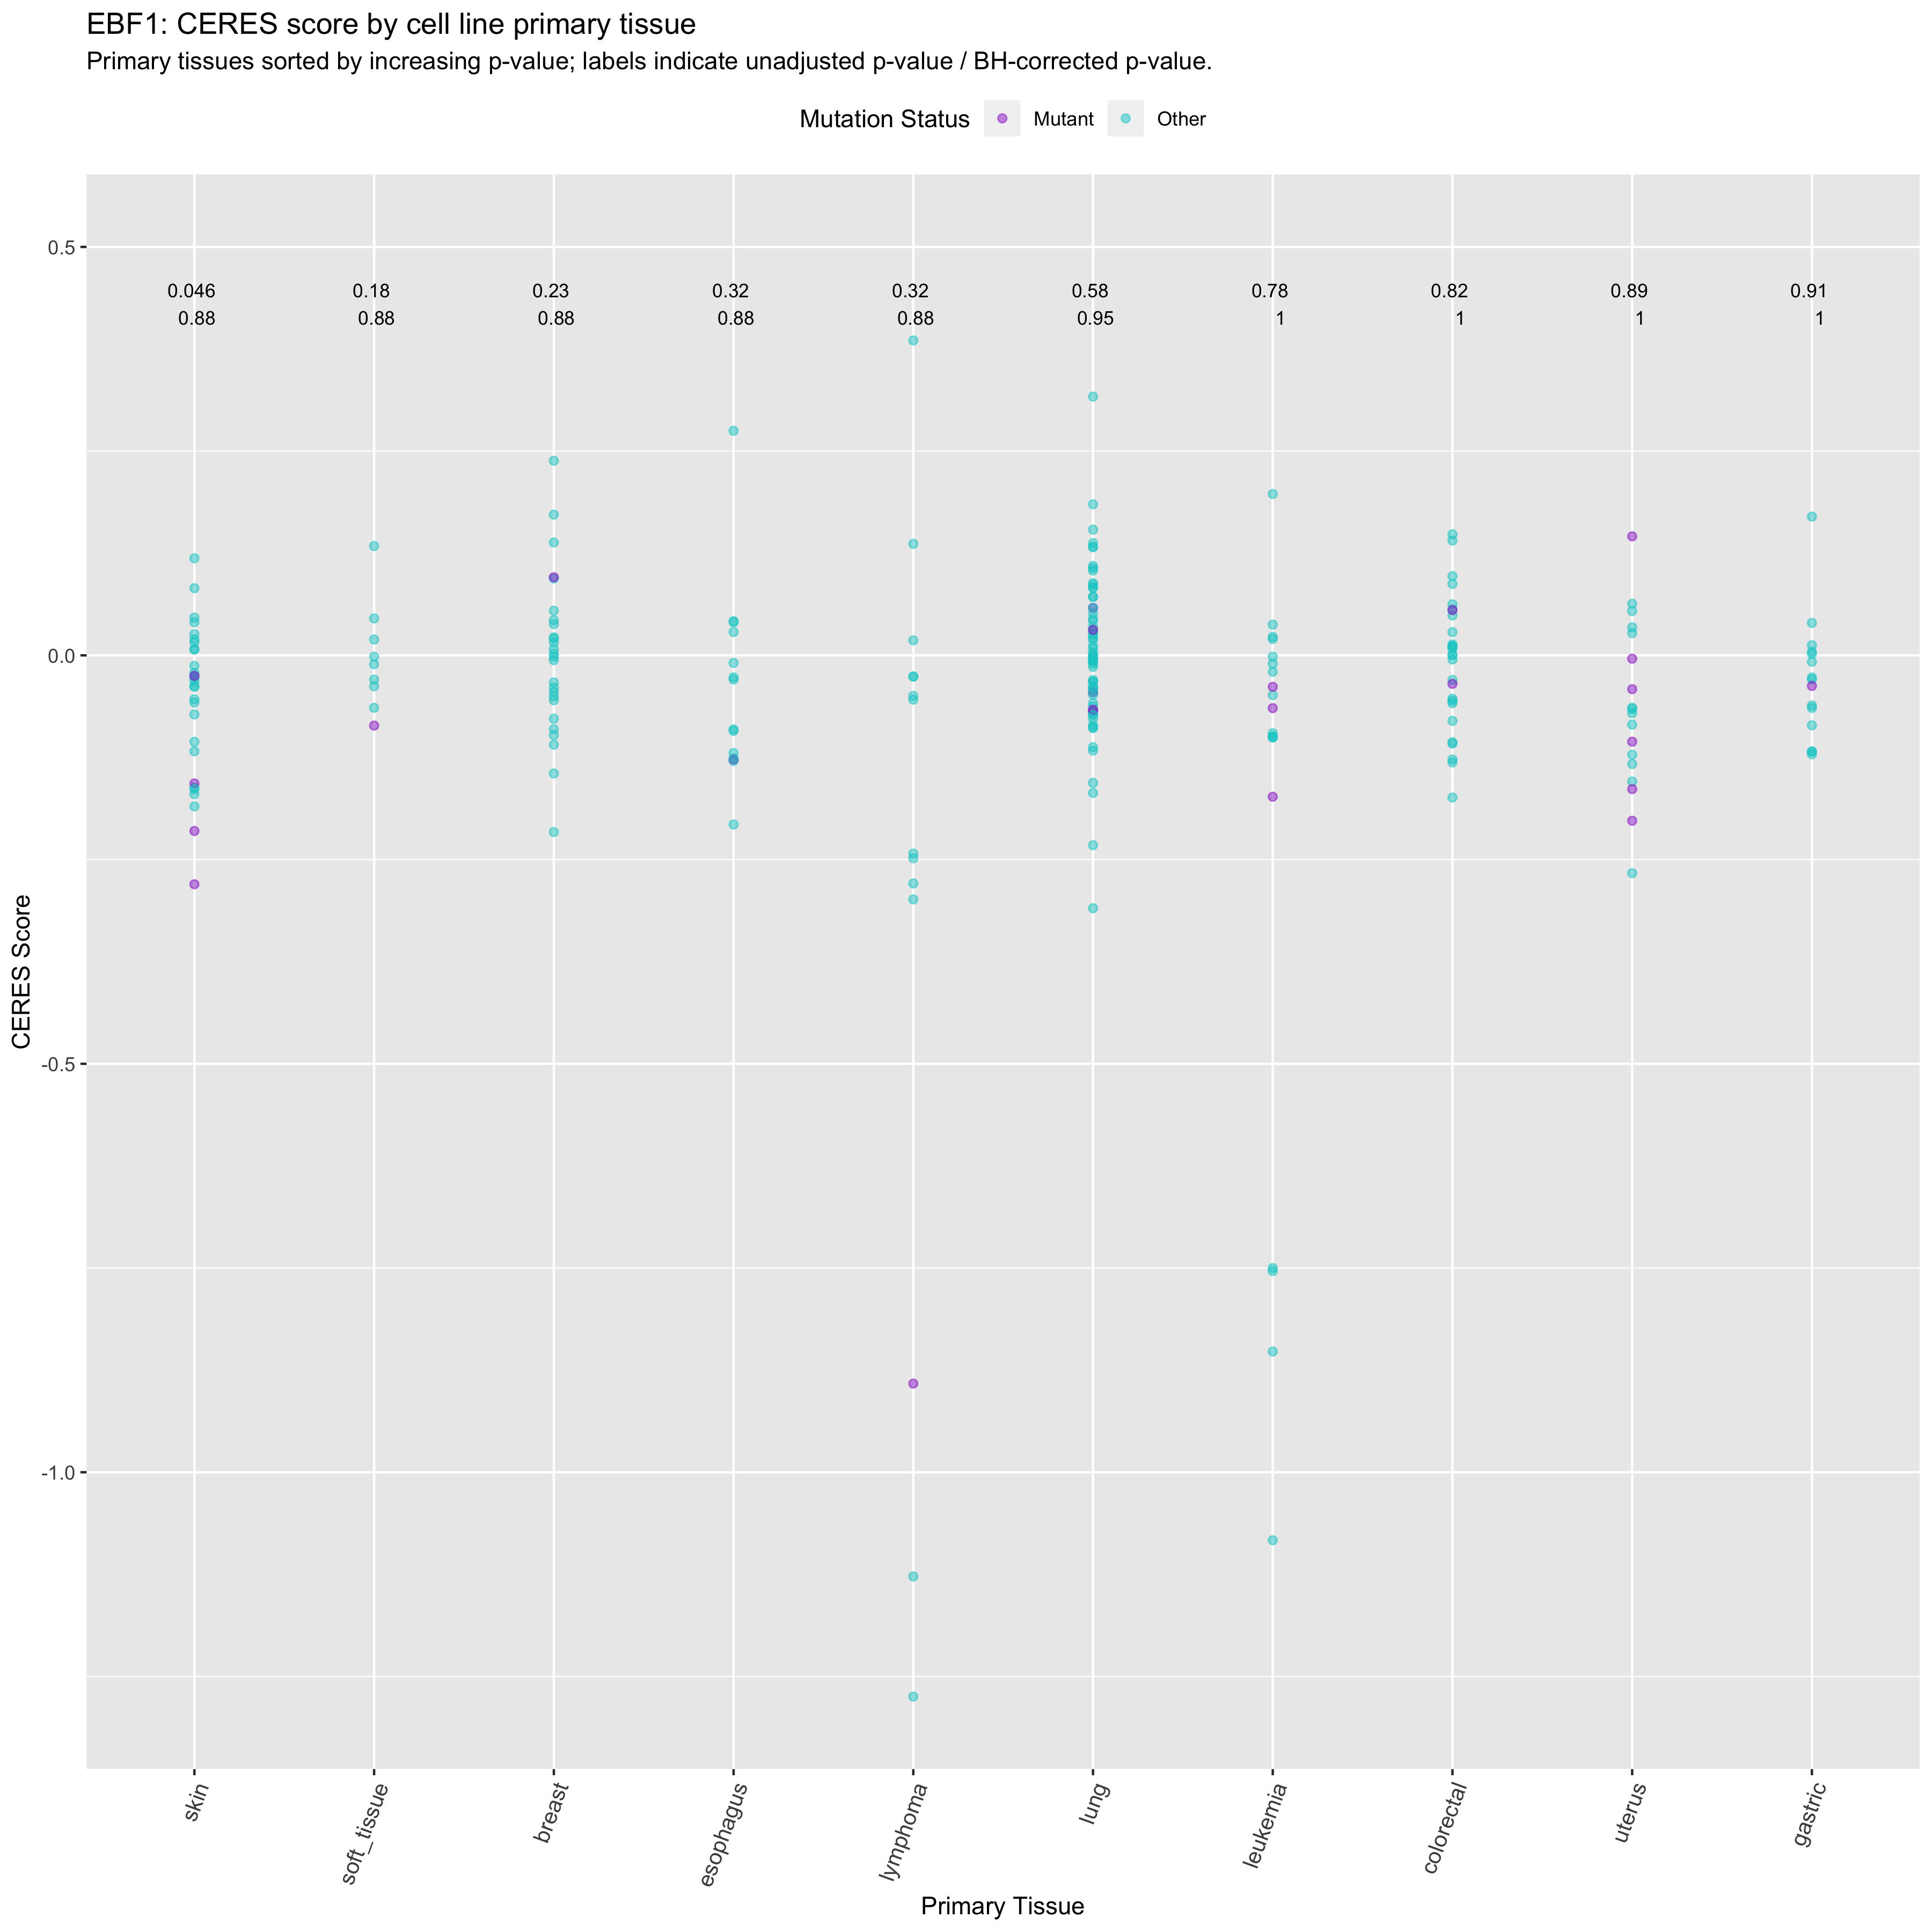 EBF1: CERES score by cell line primary tissue
Primary tissues sorted by increasing p-value; labels indicate unadjusted p-value / BH-corrected p-value.
Mutation Status Mutant Other
0.5
0.046 0.18 0.23 0.32 0.32 0.58 0.78 0.82 0.89 0.91
0.88 0.88 0.88 0.88 0.88 0.95 1 1 1 1
0.0
-0.5
-1.0
CERES Score
skin soft_tissue breast esophagus lymphoma lung leukemia colorectal uterus gastric
Primary Tissue